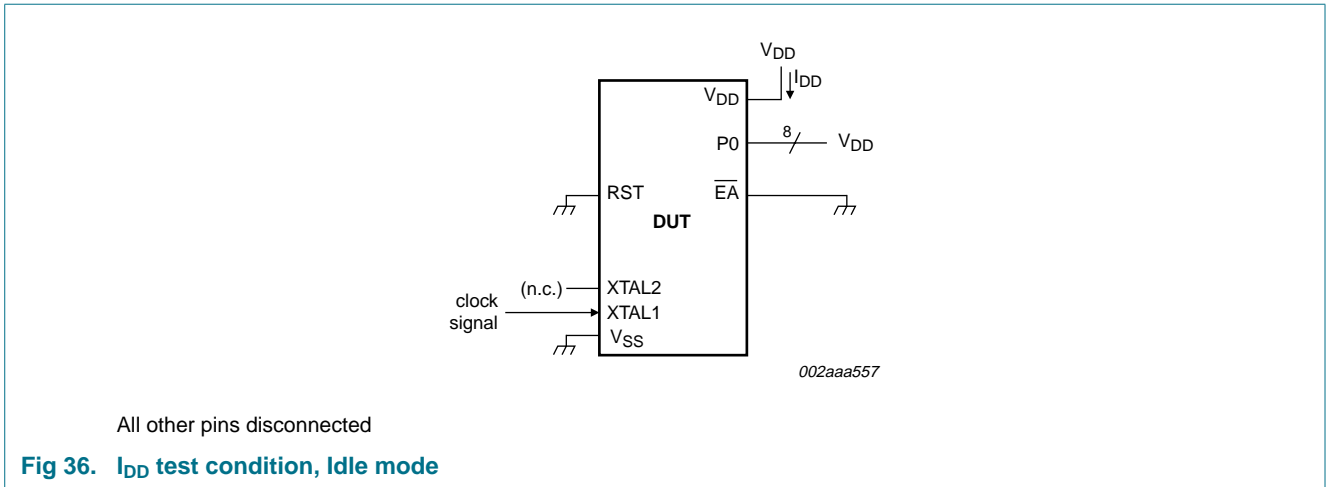 VDD
IDD
VDD
P0
8
VDD
RST
EA
DUT
(n.c.)
XTAL2
clock
signal
XTAL1
VSS
002aaa557
All other pins disconnected
Fig 36. IDD test condition, Idle mode